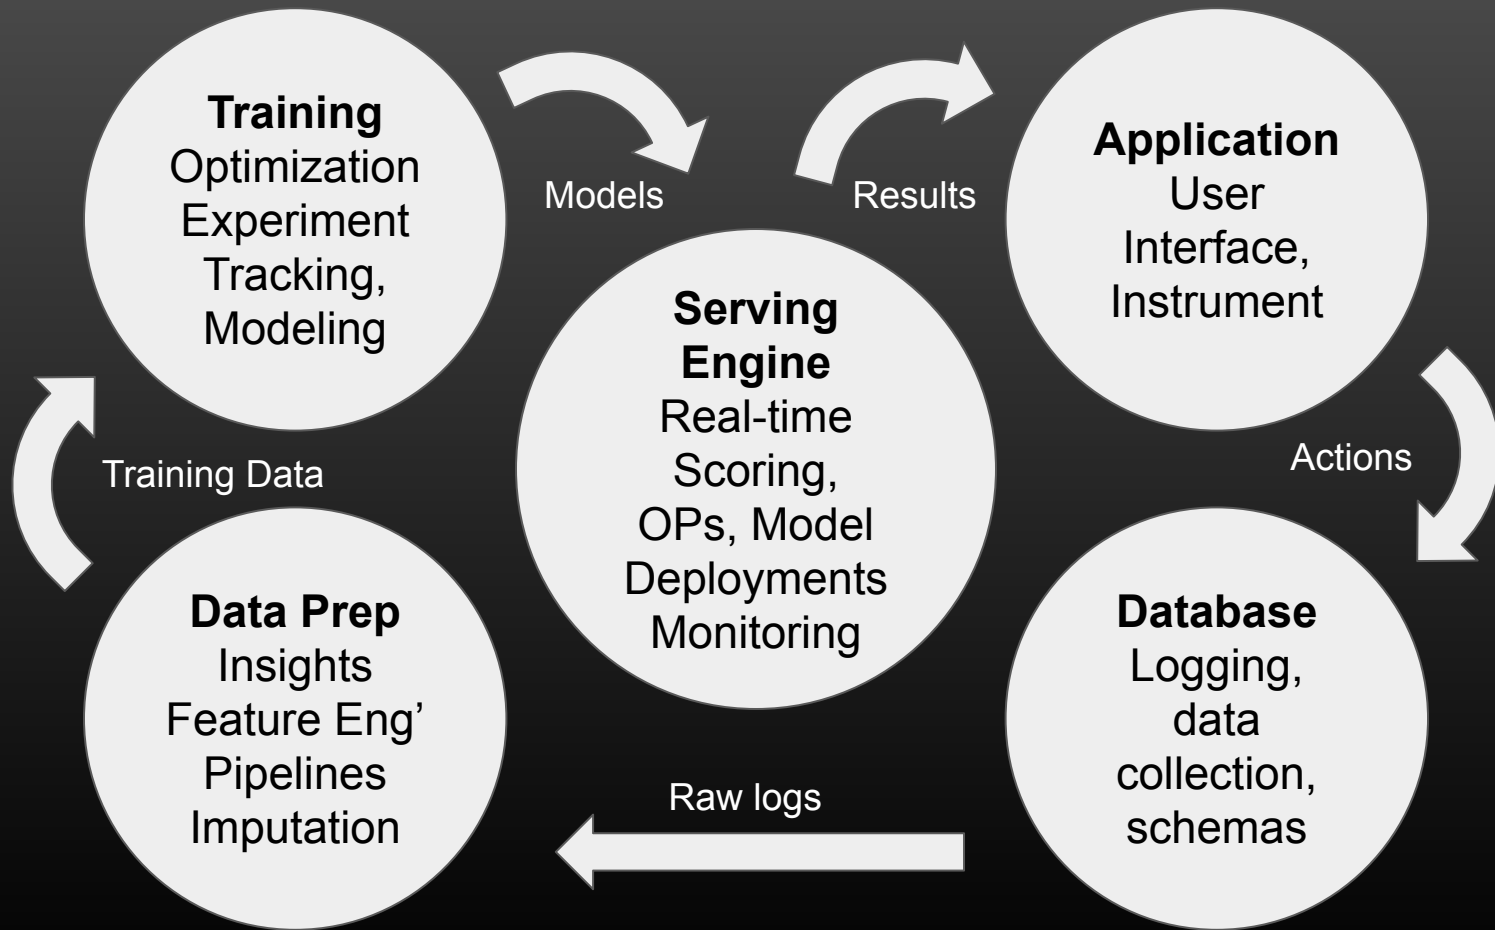 Training
Optimization
Experiment
Tracking,
Modeling
Models
Results
Application
User
Interface,
Instrument
Serving
Engine
Real-time
Scoring,
OPs, Model
Deployments
Monitoring
Training Data
Actions
Data Prep
Insights
Feature Eng’
Pipelines
Imputation
Raw logs
Database
Logging,
data
collection,
schemas